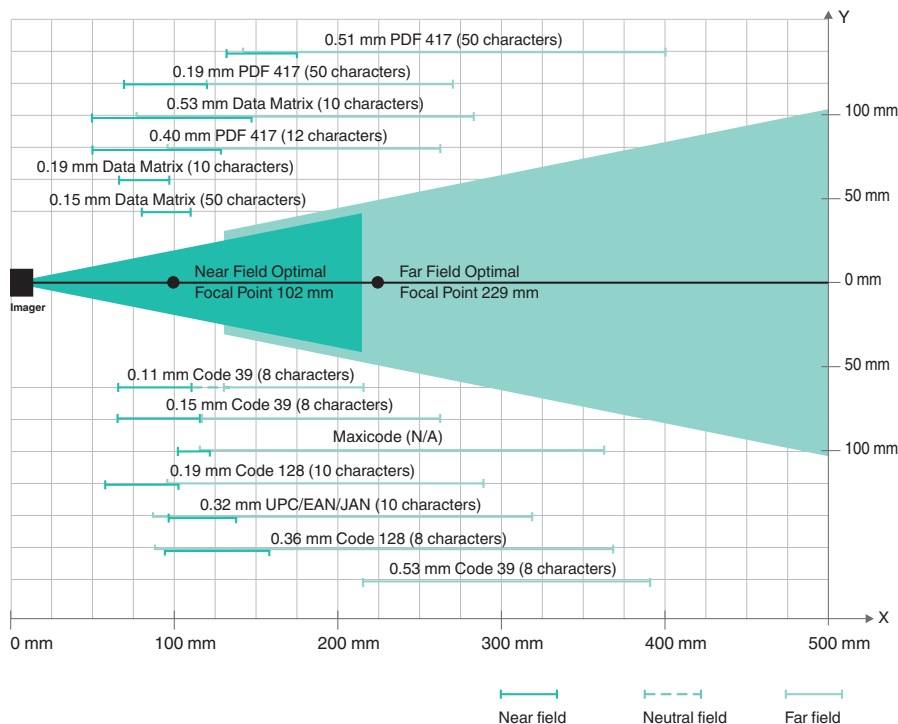 Y
0.51 mm PDF 417 (50 characters)
0.19 mm PDF 417 (50 characters)
0.53 mm Data Matrix (10 characters)
100 mm
0.40 mm PDF 417 (12 characters)
0.19 mm Data Matrix (10 characters)
0.15 mm Data Matrix (50 characters)
50 mm
Near Field Optimal
Focal Point 102 mm
Far Field Optimal
Focal Point 229 mm
0 mm
Imager
50 mm
0.11 mm Code 39 (8 characters)
0.15 mm Code 39 (8 characters)
Maxicode (N/A)
100 mm
0.19 mm Code 128 (10 characters)
0.32 mm UPC/EAN/JAN (10 characters)
0.36 mm Code 128 (8 characters)
0.53 mm Code 39 (8 characters)
X
0 mm
100 mm
200 mm
300 mm
400 mm
500 mm
Near field
Neutral field
Far field